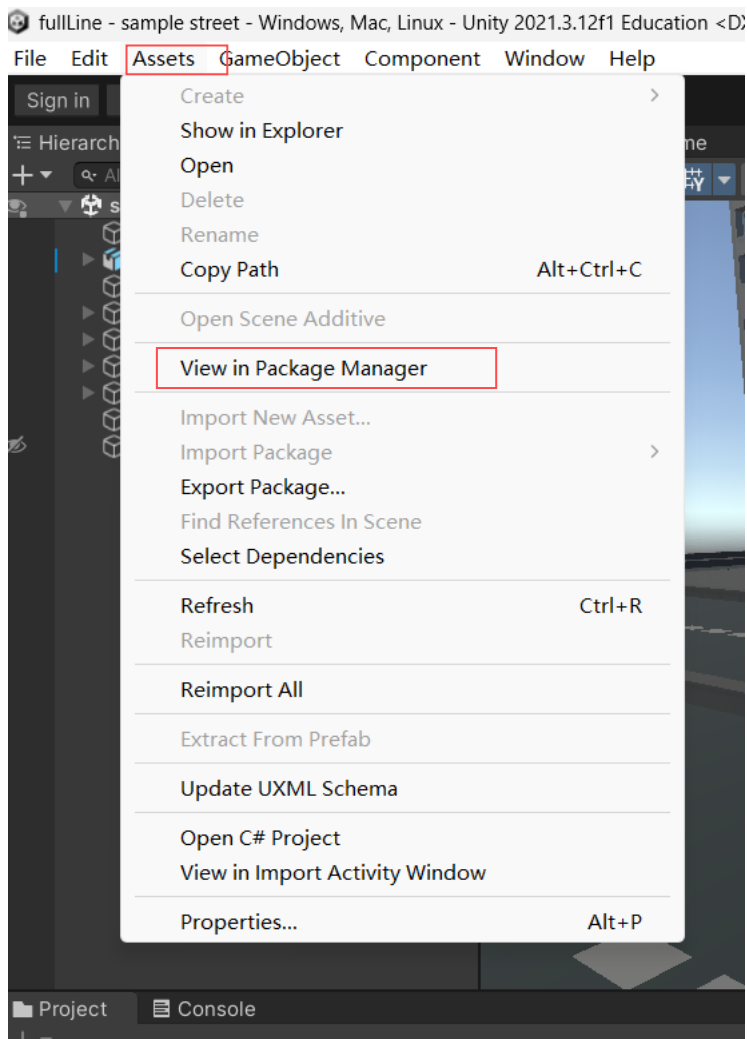 fullLine - sample street - Windows, Mac, Linux - Unity 2021.3.12f1 Education <DX
File Edit Assets GameObject Component Window Help
Sign in
Create
Show in Explorer
Hierarch
me
Open
Al
Delete
s
Rename
Copy Path Alt+Ctrl+C
Open Scene Additive
View in Package Manager
Import New Asset...
Import Package
Export Package...
Find References In Scene
Select Dependencies
Refresh Ctrl+R
Reimport
Reimport All
Extract From Prefab
Update UXML Schema
Open C# Project
View in Import Activity Window
Properties... Alt+P
Project Console